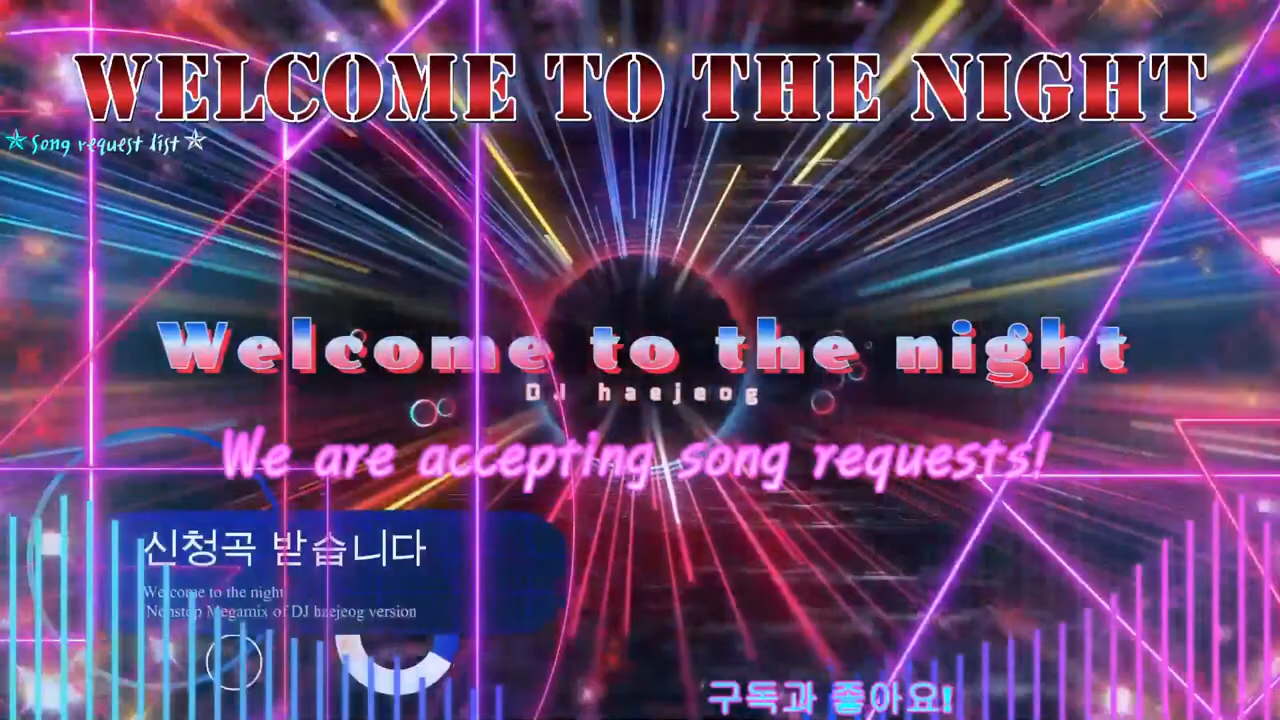 WELCOME TO THE NIGHT
☆Song request list☆
Welcome to the night
DJ haejeog
We are accepting song requests!
신청곡 받습니다
Welcome to the night
Nonstop Megamix of DJ haejeog version
구독과 좋아요!